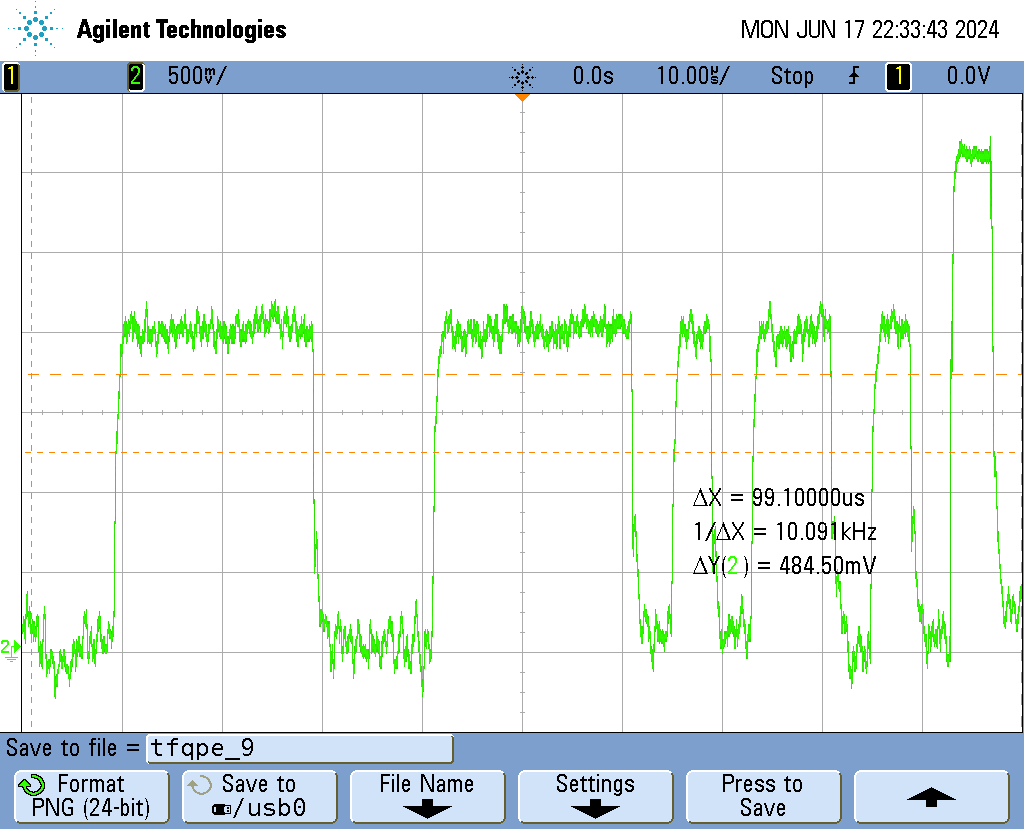 Agilent Technologies
MON JUN 17 22:33:43 2024
1 2 500mV/ 0.0s 10.00us/ Stop 1 0.0V
ΔX = 99.10000us
1/ΔX = 10.091kHz
ΔY(2) = 484.50mV
2
Save to file = tfqpe_9
Format
PNG (24-bit)
Save to
/usb0
File Name
Settings
Press to
Save